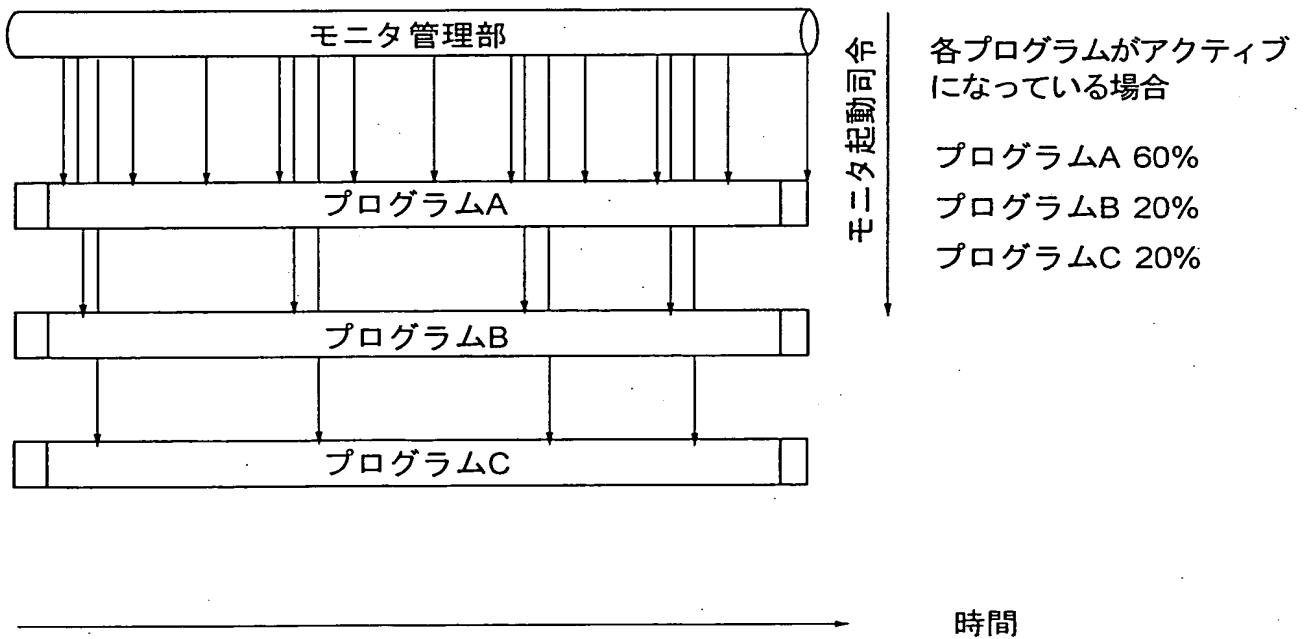 モニタ管理部
プログラムA
プログラムB
プログラムC
モニタ起動司令
各プログラムがアクティブ
になっている場合
プログラムA 60%
プログラムB 20%
プログラムC 20%
時間